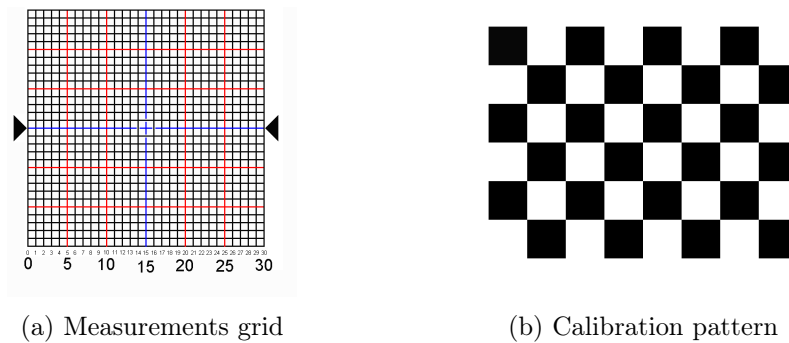 0 1 2 3 4 5 6 7 8 9 10 11 12 13 14 15 16 17 18 19 20 21 22 23 24 25 26 27 28 29 30
0 5 10 15 20 25 30
(a) Measurements grid
(b) Calibration pattern